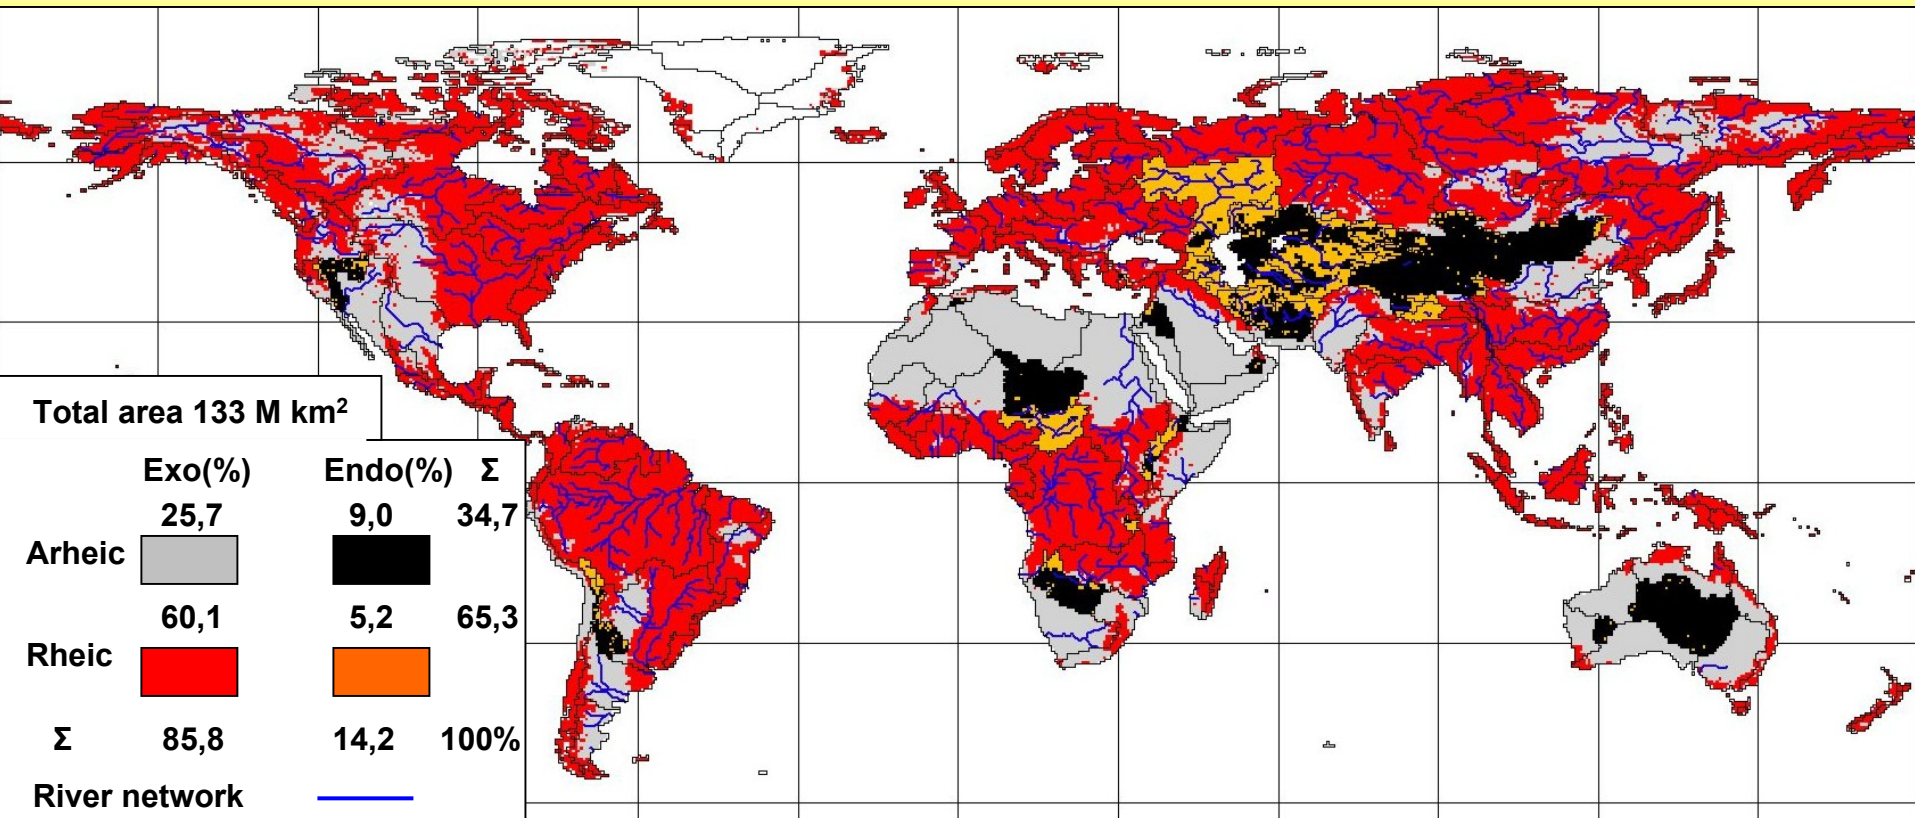 Total area 133 M km²
Exo(%) Endo(%) Σ
25,7 9,0 34,7
Arheic
60,1 5,2 65,3
Rheic
Σ 85,8 14,2 100%
River network